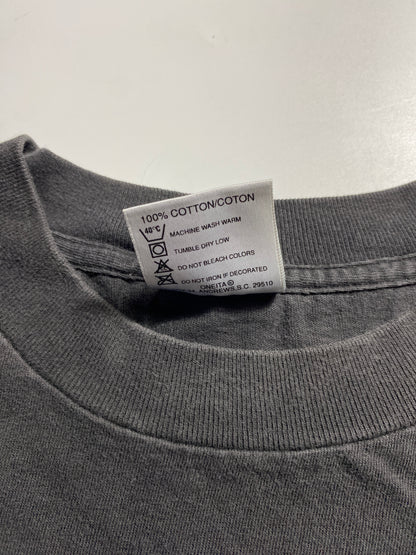 100% COTTON/COTON
40°C MACHINE WASH WARM
TUMBLE DRY LOW
DO NOT BLEACH COLORS
DO NOT IRON IF DECORATED
ONEITA ®
ANDREWS, S.C. 29510